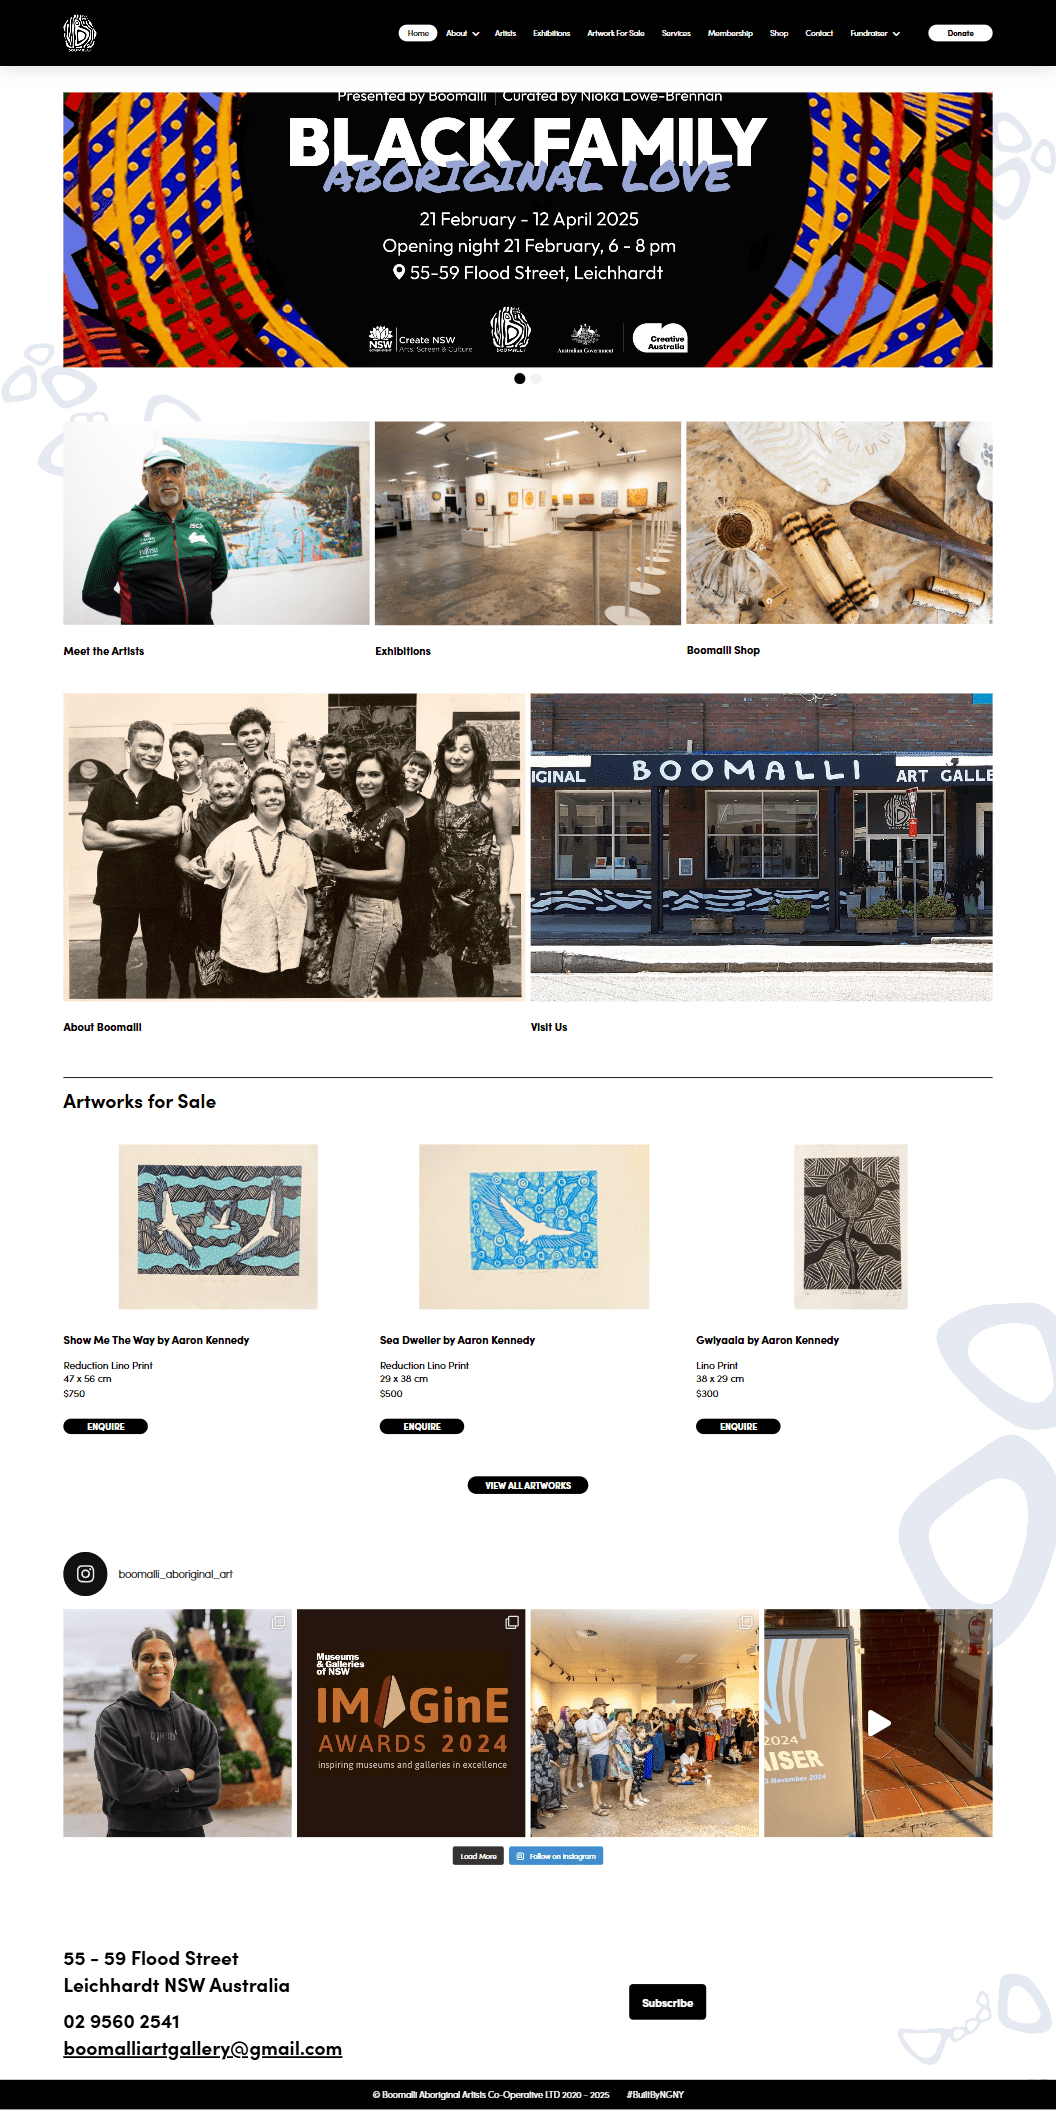 BOOMALLI
Home
About
Artists
Exhibitions
Artwork For Sale
Services
Membership
Shop
Contact
Fundraiser
Donate
Presented by Boomalli | Curated by Nioka Lowe-Brennan
BLACK FAMILY
ABORIGINAL LOVE
21 February - 12 April 2025
Opening night 21 February, 6 - 8 pm
55-59 Flood Street, Leichhardt
NSW
GOVERNMENT
Create NSW
Arts, Screen & Culture
BOOMALLI
Australian Government
Creative
Australia
Meet the Artists
Exhibitions
Boomalli Shop
IGINAL
BOOMALLI
ART GALLE
About Boomalli
Visit Us
Artworks for Sale
Show Me The Way by Aaron Kennedy
Reduction Lino Print
47 x 56 cm
$750
ENQUIRE
Sea Dweller by Aaron Kennedy
Reduction Lino Print
29 x 38 cm
$500
ENQUIRE
Gwiyaala by Aaron Kennedy
Lino Print
38 x 29 cm
$300
ENQUIRE
VIEW ALL ARTWORKS
boomalli_aboriginal_art
Museums
& Galleries
of NSW
IMAGinE
AWARDS 2024
inspiring museums and galleries in excellence
2024
AISER
3 November 2024
Load More
Follow on Instagram
55 - 59 Flood Street
Leichhardt NSW Australia
02 9560 2541
boomalliartgallery@gmail.com
Subscribe
© Boomalli Aboriginal Artists Co-Operative LTD 2020 - 2025
#BuiltByNGNY